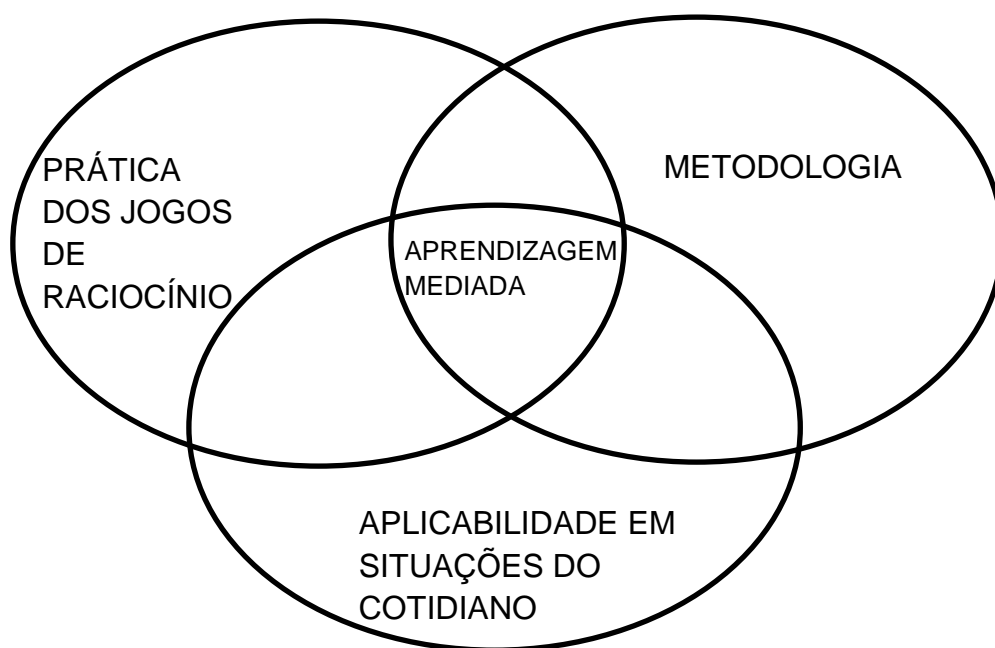 PRÁTICA
DOS JOGOS
DE
RACIOCÍNIO
METODOLOGIA
APRENDIZAGEM
MEDIADA
APLICABILIDADE EM
SITUAÇÕES DO
COTIDIANO